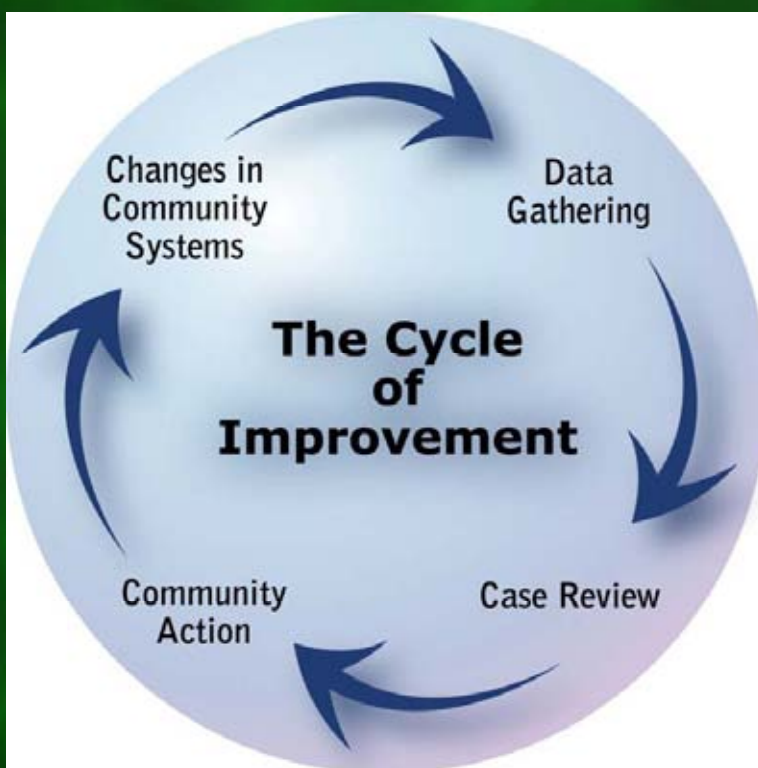 Changes in
Community
Systems
Data
Gathering
The Cycle
of
Improvement
Community
Action
Case Review